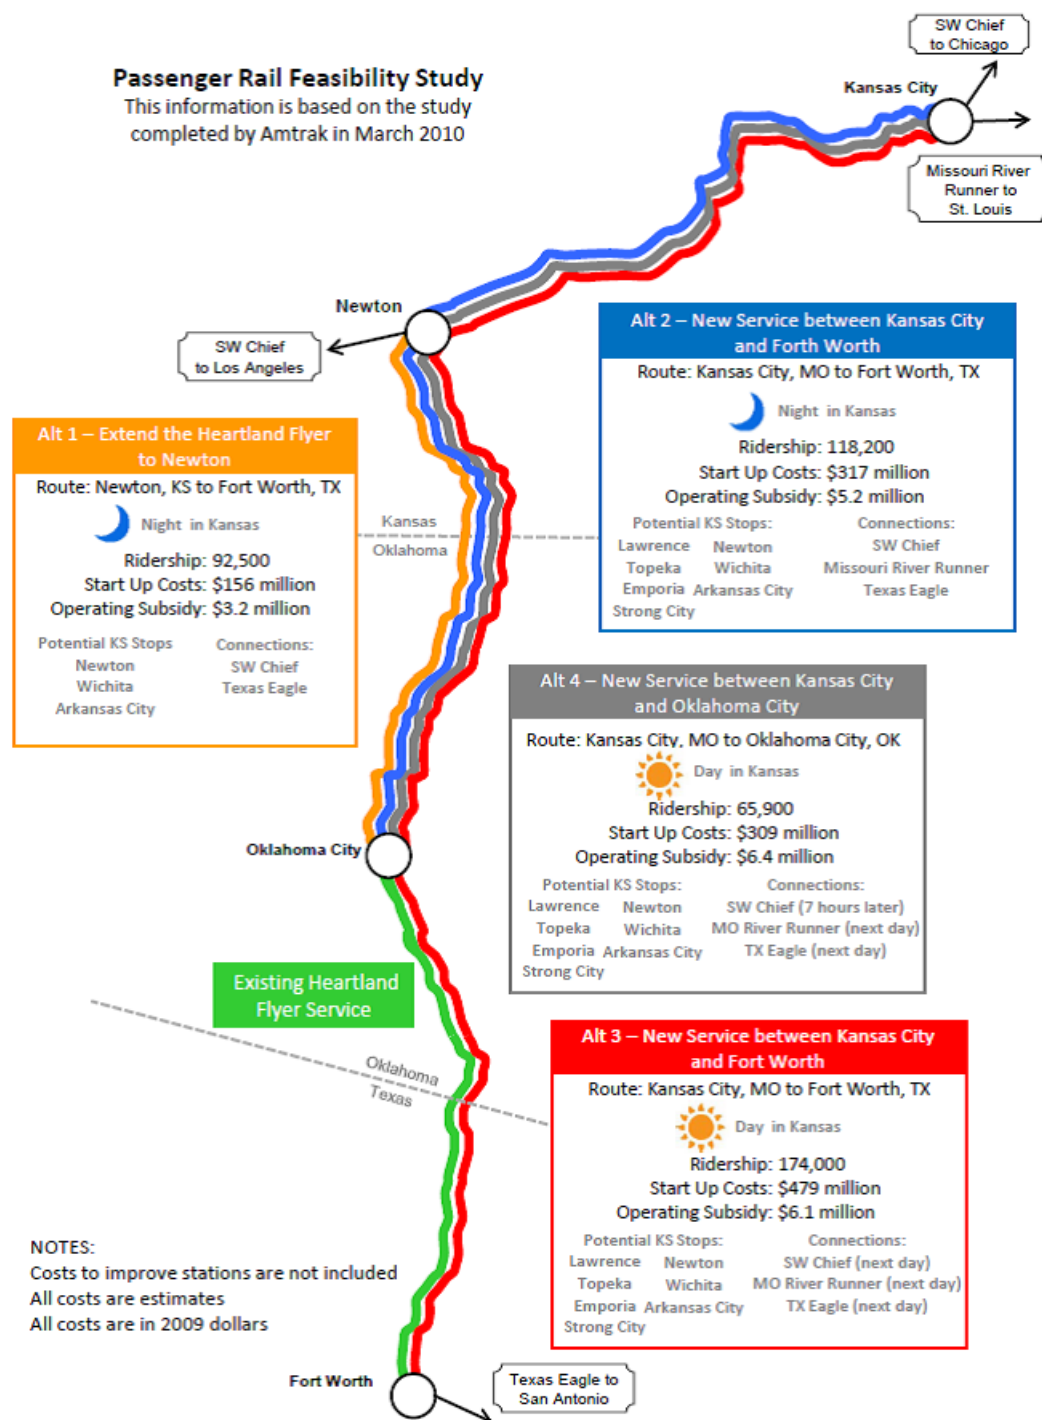 SW Chief
to Chicago
Kansas City
Passenger Rail Feasibility Study
This information is based on the study
completed by Amtrak in March 2010
Missouri River
Runner to
St. Louis
Newton
SW Chief
to Los Angeles
Alt 2 – New Service between Kansas City
and Forth Worth
Route: Kansas City, MO to Fort Worth, TX
Night in Kansas
Ridership: 118,200
Start Up Costs: $317 million
Operating Subsidy: $5.2 million
Potential KS Stops: Connections:
Lawrence Newton SW Chief
Topeka Wichita Missouri River Runner
Emporia Arkansas City Texas Eagle
Strong City
Alt 1 – Extend the Heartland Flyer
to Newton
Route: Newton, KS to Fort Worth, TX
Night in Kansas
Ridership: 92,500
Start Up Costs: $156 million
Operating Subsidy: $3.2 million
Potential KS Stops Connections:
Newton SW Chief
Wichita Texas Eagle
Arkansas City
Kansas
Oklahoma
Alt 4 – New Service between Kansas City
and Oklahoma City
Route: Kansas City, MO to Oklahoma City, OK
Day in Kansas
Ridership: 65,900
Start Up Costs: $309 million
Operating Subsidy: $6.4 million
Potential KS Stops: Connections:
Lawrence Newton SW Chief (7 hours later)
Topeka Wichita MO River Runner (next day)
Emporia Arkansas City TX Eagle (next day)
Strong City
Oklahoma City
Existing Heartland
Flyer Service
Oklahoma
Texas
Alt 3 – New Service between Kansas City
and Fort Worth
Route: Kansas City, MO to Fort Worth, TX
Day in Kansas
Ridership: 174,000
Start Up Costs: $479 million
Operating Subsidy: $6.1 million
Potential KS Stops: Connections:
Lawrence Newton SW Chief (next day)
Topeka Wichita MO River Runner (next day)
Emporia Arkansas City TX Eagle (next day)
Strong City
NOTES:
Costs to improve stations are not included
All costs are estimates
All costs are in 2009 dollars
Fort Worth
Texas Eagle to
San Antonio